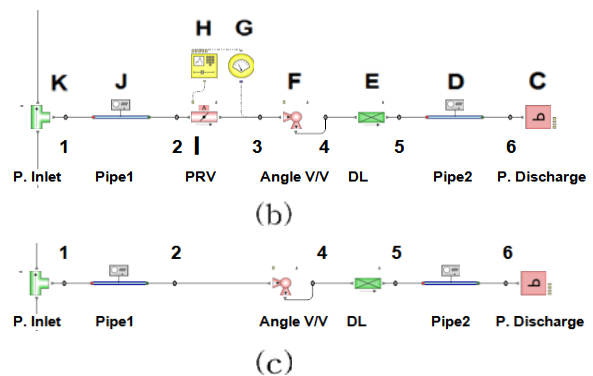 H G
K J F E D C
1 2 I 3 4 5 6
P. Inlet Pipe1 PRV Angle V/V DL Pipe2 P. Discharge
(b)
1 2 4 5 6
P. Inlet Pipe1 Angle V/V DL Pipe2 P. Discharge
(c)